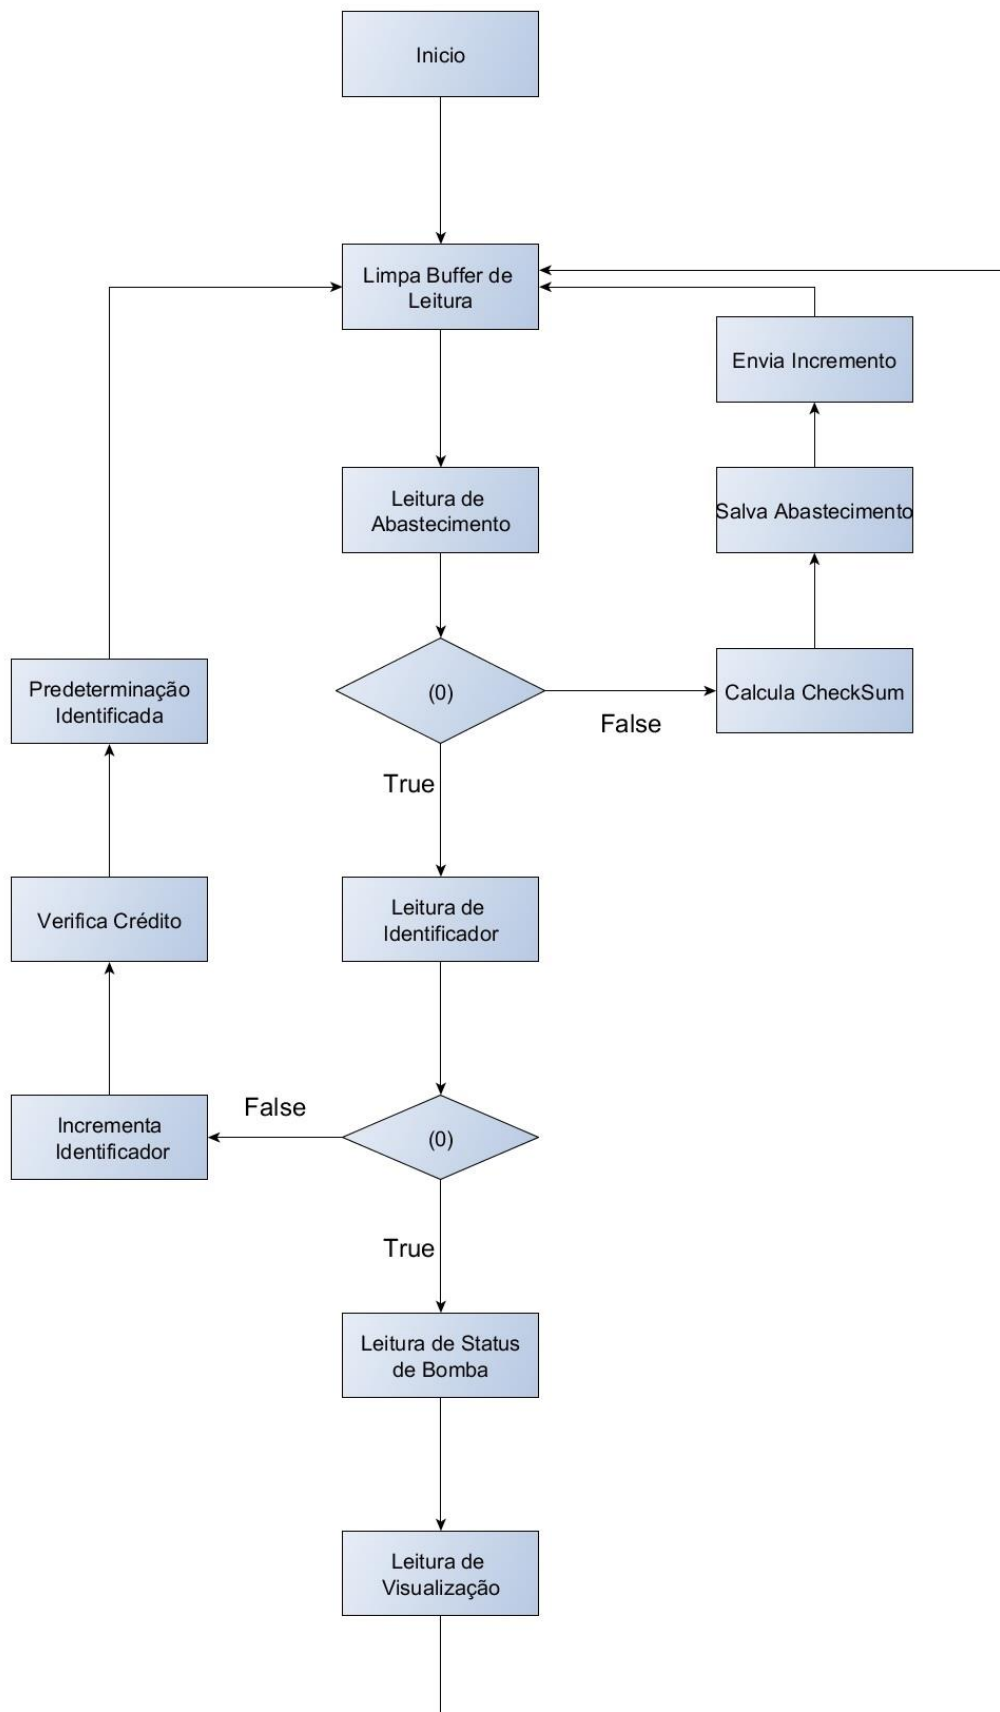 Inicio
Limpa Buffer de
Leitura
Envia Incremento
Leitura de
Abastecimento
Salva Abastecimento
Predeterminação
Identificada
(0)
Calcula CheckSum
False
True
Verifica Crédito
Leitura de
Identificador
False
Incrementa
Identificador
(0)
True
Leitura de Status
de Bomba
Leitura de
Visualização